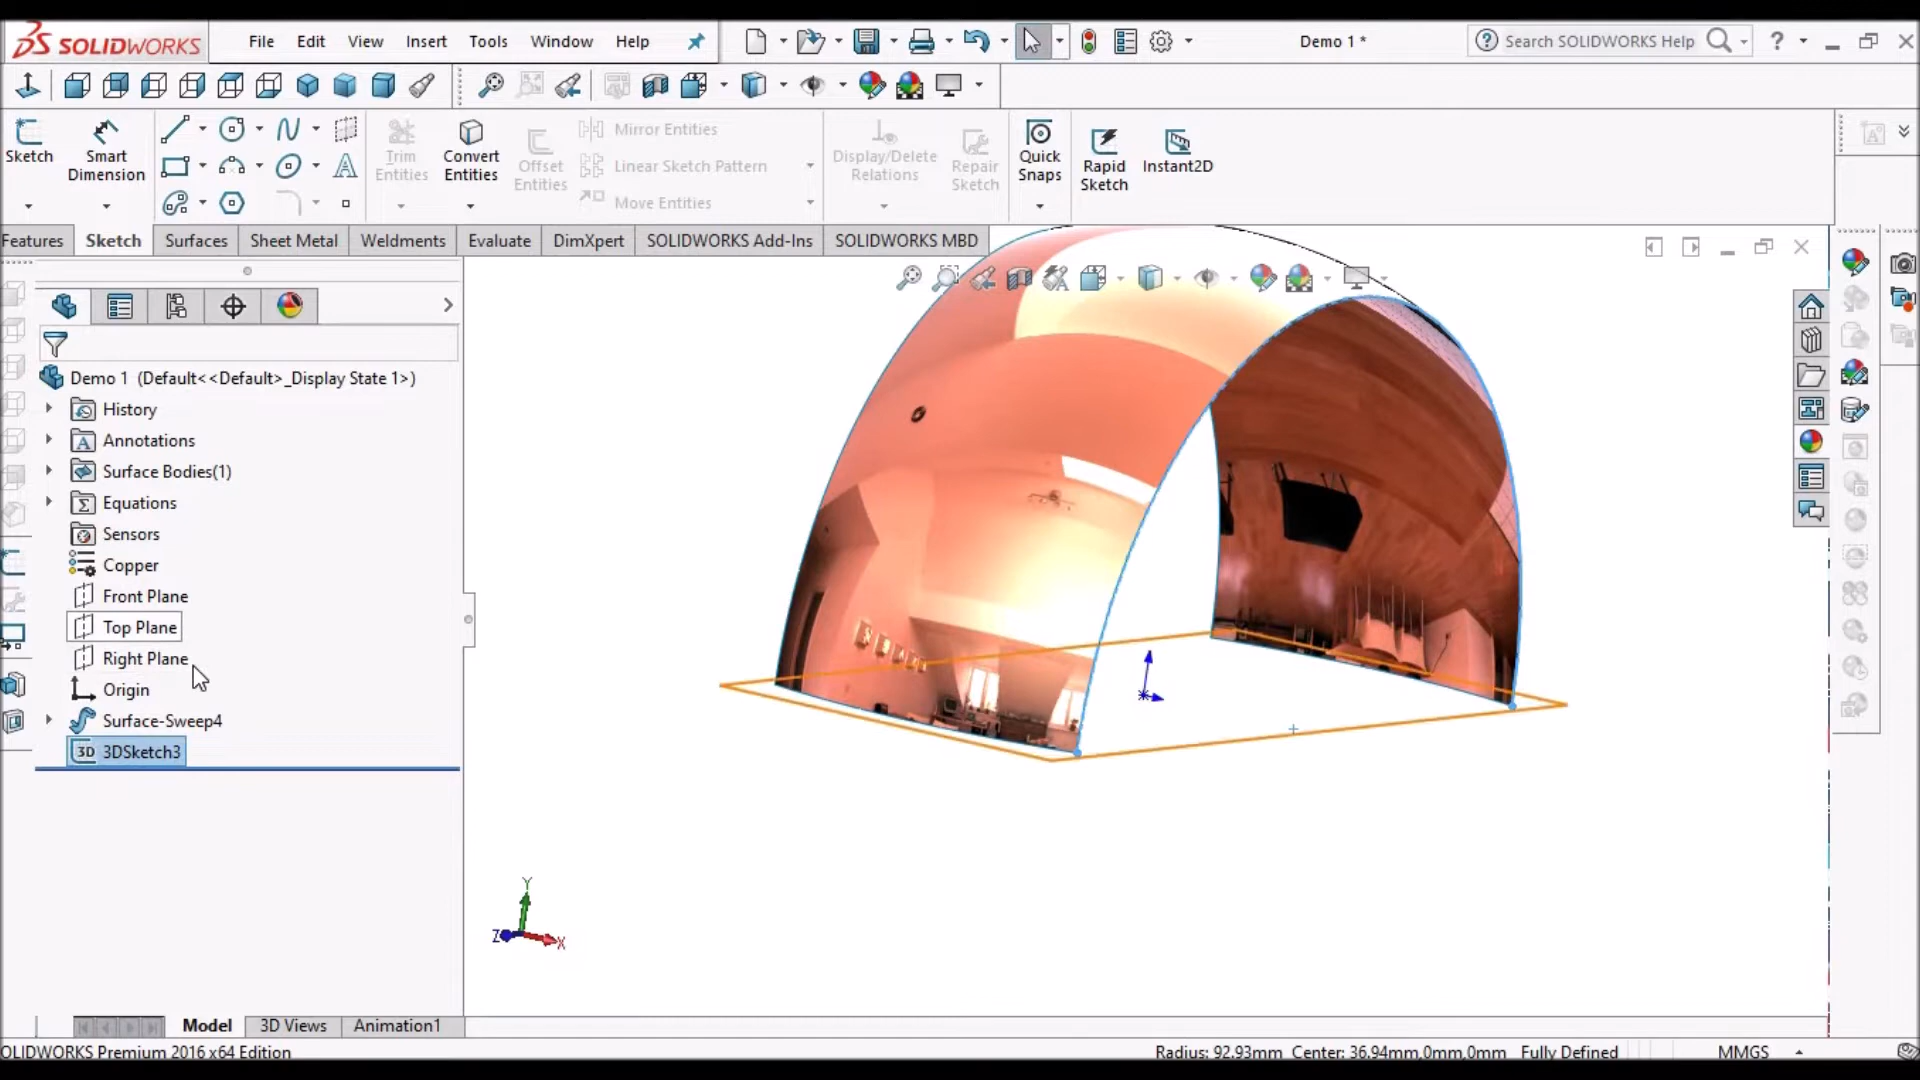 SOLIDWORKS File Edit View Insert Tools Window Help Demo 1 * Search SOLIDWORKS Help ?
Sketch Smart Dimension Trim Entities Convert Entities Offset Entities Mirror Entities Linear Sketch Pattern Move Entities Display/Delete Relations Repair Sketch Quick Snaps Rapid Sketch Instant2D
Features Sketch Surfaces Sheet Metal Weldments Evaluate DimXpert SOLIDWORKS Add-Ins SOLIDWORKS MBD
Demo 1 (Default<<Default>_Display State 1>)
History
Annotations
Surface Bodies(1)
Equations
Sensors
Copper
Front Plane
Top Plane
Right Plane
Origin
Surface-Sweep4
3D 3DSketch3
Y
Z X
Model 3D Views Animation1
OLIDWORKS Premium 2016 x64 Edition Radius: 92.93mm Center: 36.94mm,0mm,0mm Fully Defined MMGS